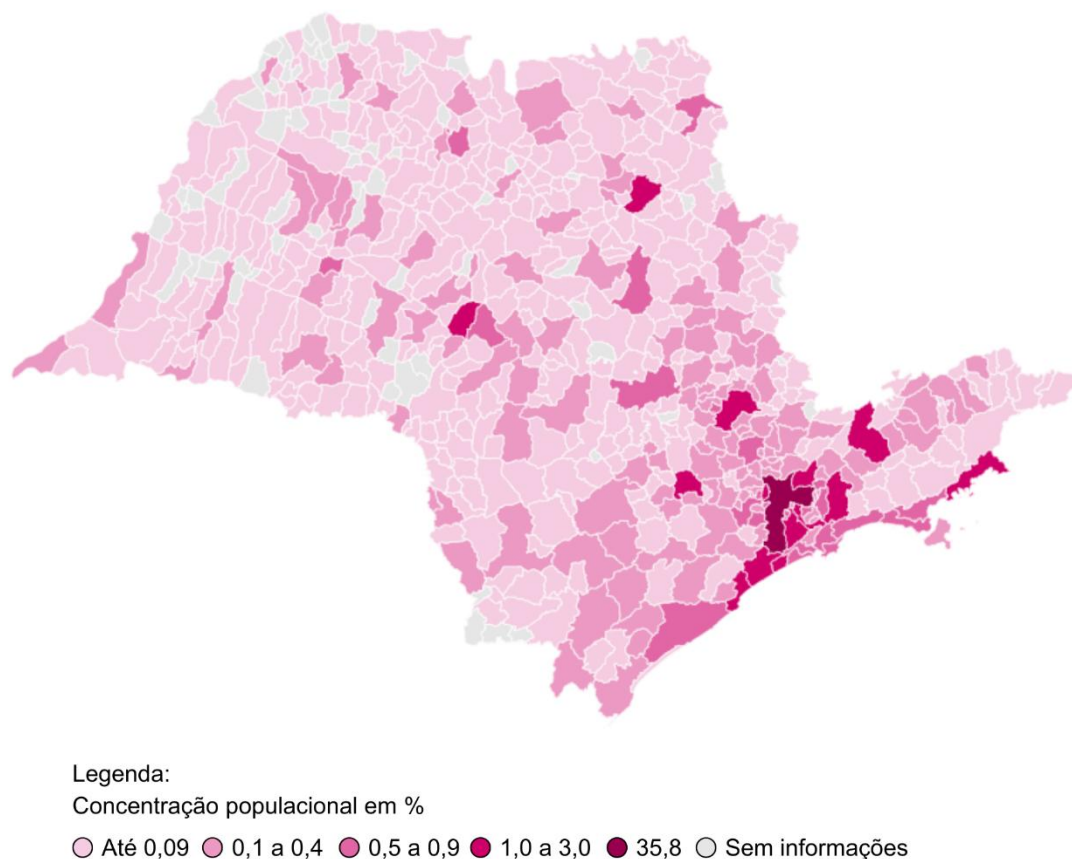 Legenda:
Concentração populacional em %
Até 0,09 0,1 a 0,4 0,5 a 0,9 1,0 a 3,0 35,8 Sem informações